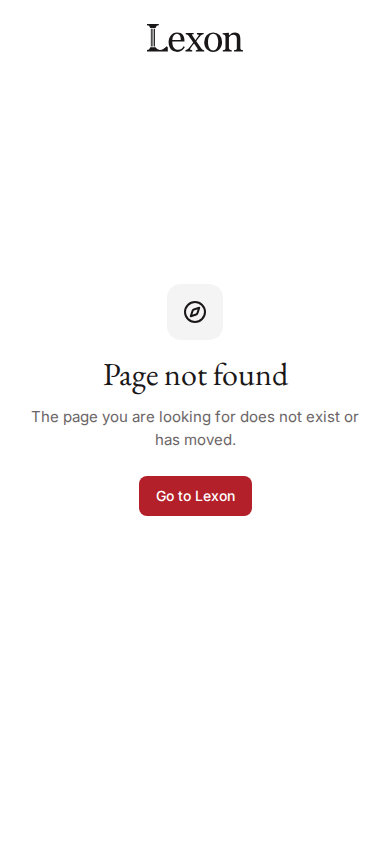 Lexon
Page not found
The page you are looking for does not exist or
has moved.
Go to Lexon